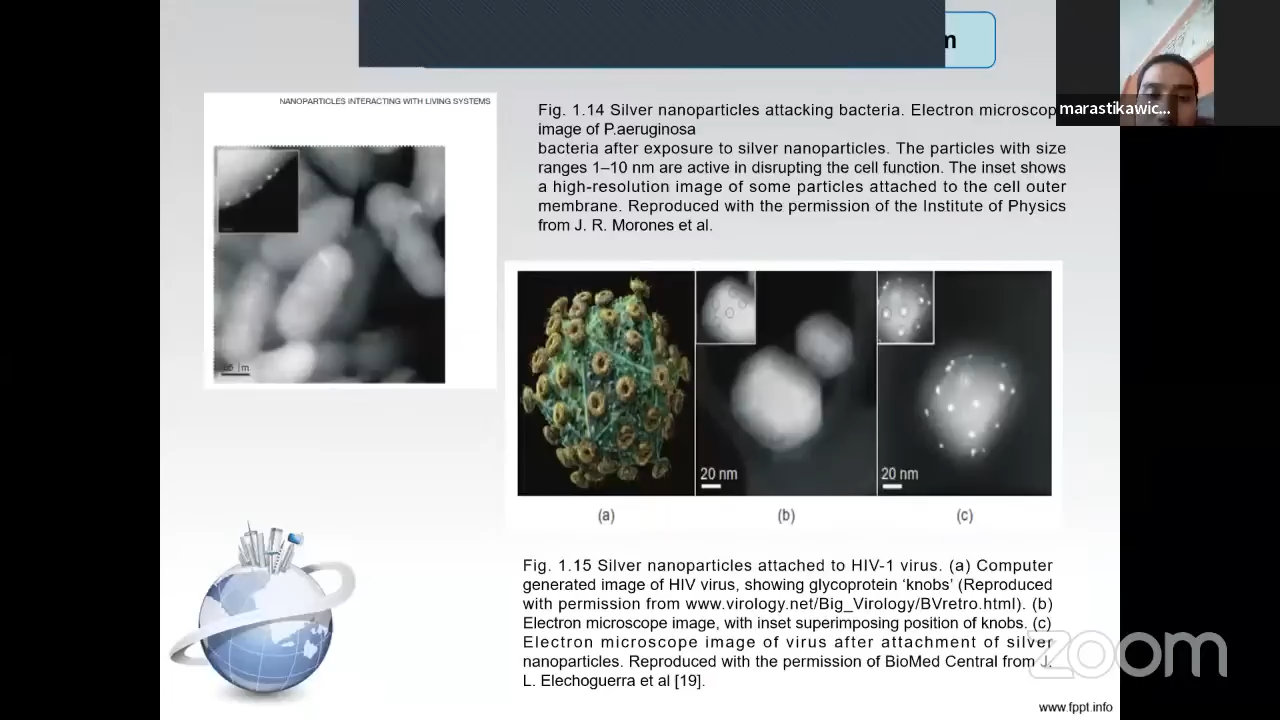 m
marastikawic...
NANOPARTICLES INTERACTING WITH LIVING SYSTEMS
Fig. 1.14 Silver nanoparticles attacking bacteria. Electron microscop
image of P.aeruginosa
bacteria after exposure to silver nanoparticles. The particles with size
ranges 1–10 nm are active in disrupting the cell function. The inset shows
a high-resolution image of some particles attached to the cell outer
membrane. Reproduced with the permission of the Institute of Physics
from J. R. Morones et al.
20 nm
20 nm
(a)
(b)
(c)
Fig. 1.15 Silver nanoparticles attached to HIV-1 virus. (a) Computer
generated image of HIV virus, showing glycoprotein ‘knobs’ (Reproduced
with permission from www.virology.net/Big_Virology/BVretro.html). (b)
Electron microscope image, with inset superimposing position of knobs. (c)
Electron microscope image of virus after attachment of silver
nanoparticles. Reproduced with the permission of BioMed Central from J.
L. Elechoguerra et al [19].
zoom
www.fppt.info